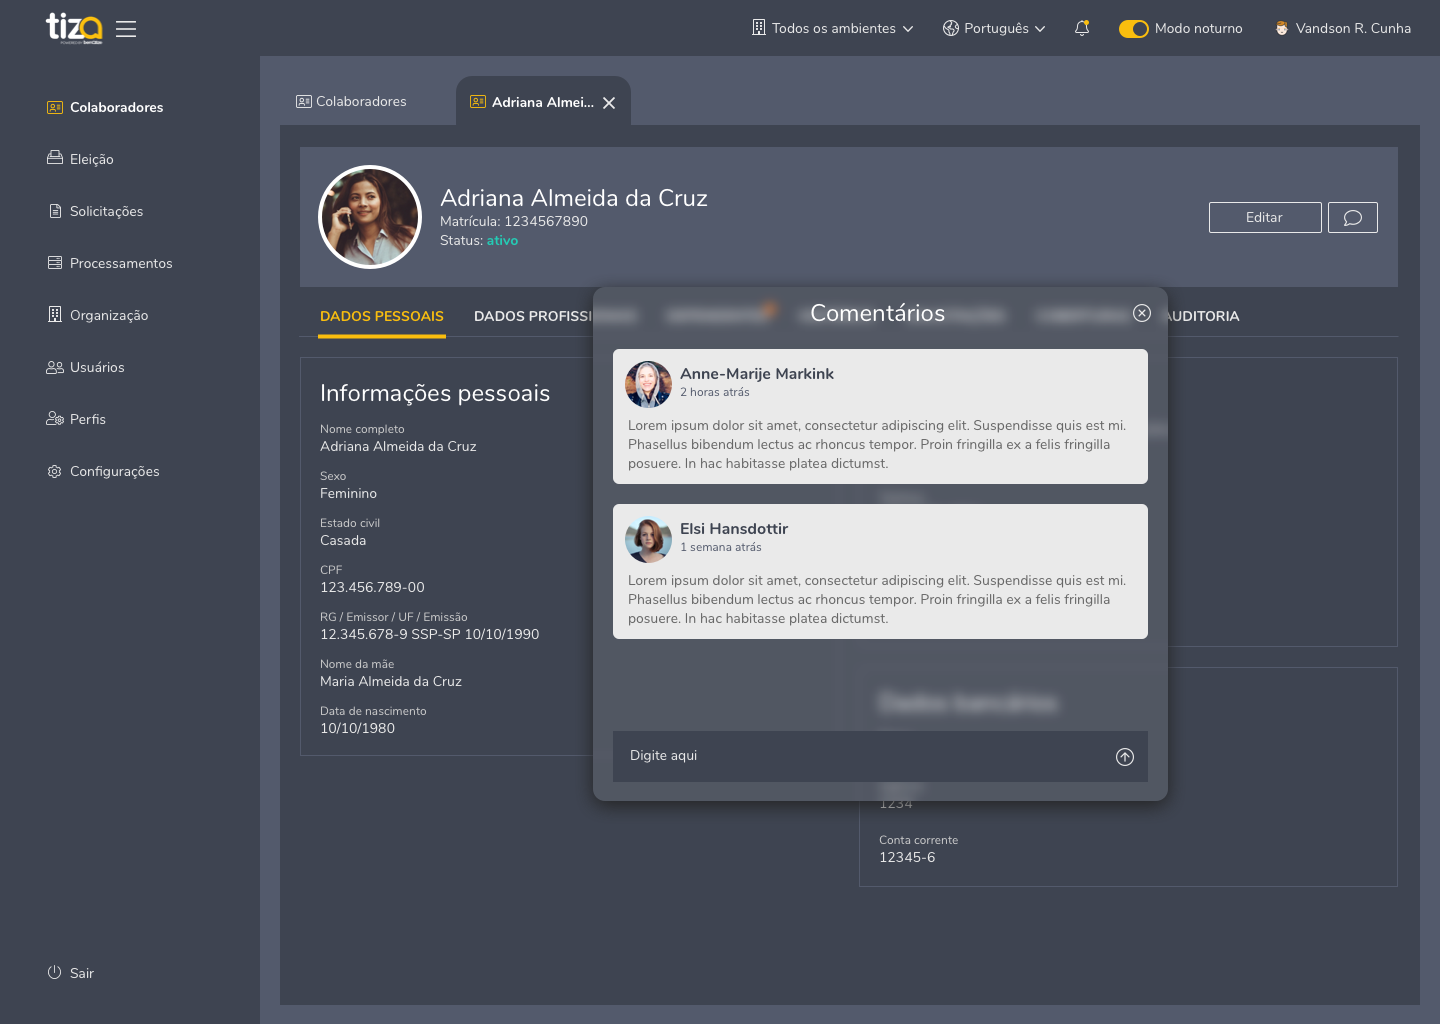 tiza
Todos os ambientes
Português
Modo noturno
Vandson R. Cunha
Colaboradores
Eleição
Solicitações
Processamentos
Organização
Usuários
Perfis
Configurações
Sair
Colaboradores
Adriana Almei...
Adriana Almeida da Cruz
Matrícula: 1234567890
Status: ativo
Editar
DADOS PESSOAIS
DADOS PROFISSIONAIS
AUDITORIA
Informações pessoais
Nome completo
Adriana Almeida da Cruz
Sexo
Feminino
Estado civil
Casada
CPF
123.456.789-00
RG / Emissor / UF / Emissão
12.345.678-9 SSP-SP 10/10/1990
Nome da mãe
Maria Almeida da Cruz
Data de nascimento
10/10/1980
Comentários
Anne-Marije Markink
2 horas atrás
Lorem ipsum dolor sit amet, consectetur adipiscing elit. Suspendisse quis est mi.
Phasellus bibendum lectus ac rhoncus tempor. Proin fringilla ex a felis fringilla
posuere. In hac habitasse platea dictumst.
Elsi Hansdottir
1 semana atrás
Lorem ipsum dolor sit amet, consectetur adipiscing elit. Suspendisse quis est mi.
Phasellus bibendum lectus ac rhoncus tempor. Proin fringilla ex a felis fringilla
posuere. In hac habitasse platea dictumst.
Digite aqui
Dados bancários
1234
Conta corrente
12345-6